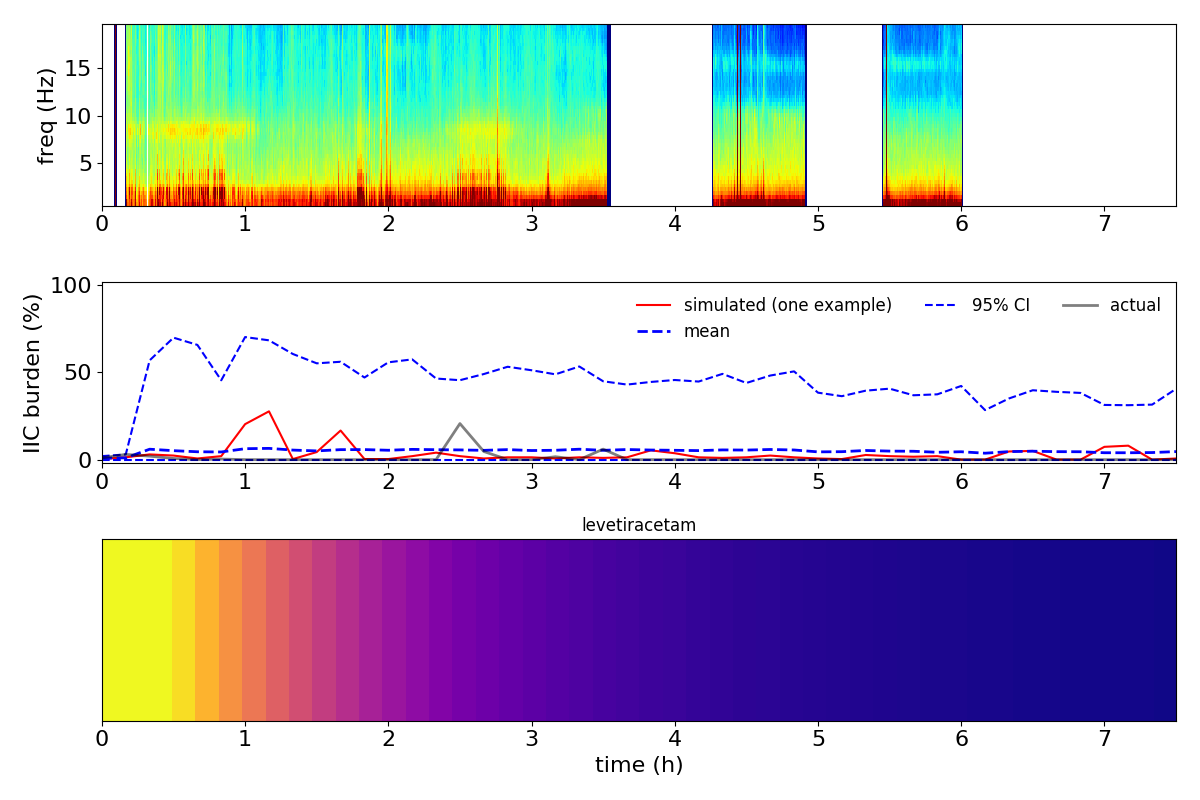 freq (Hz)
15
10
5
0 1 2 3 4 5 6 7
IIC burden (%)
100
50
0
simulated (one example) 95% CI actual
mean
0 1 2 3 4 5 6 7
levetiracetam
0 1 2 3 4 5 6 7
time (h)